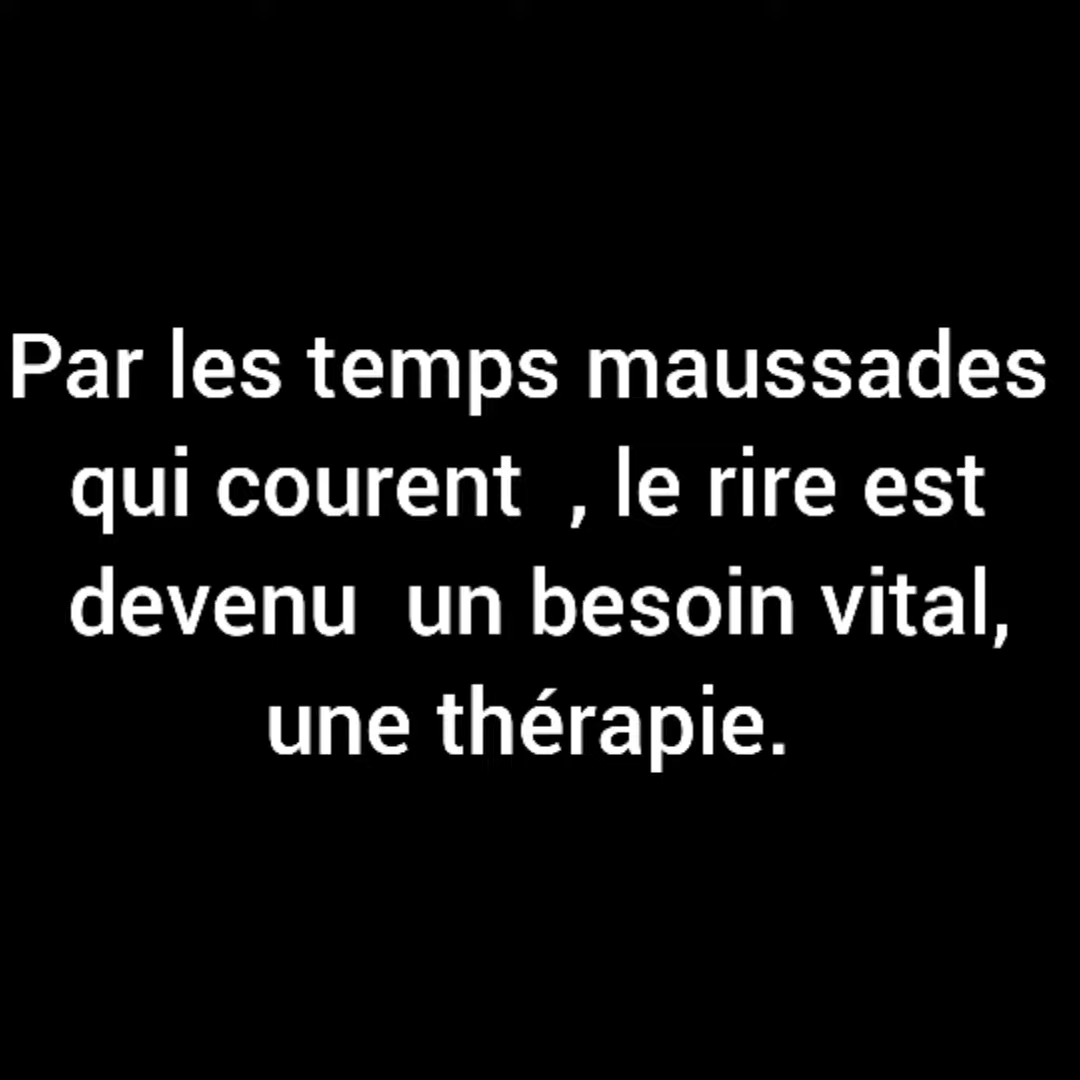 Par les temps maussades
qui courent  , le rire est
devenu  un besoin vital,
une thérapie.